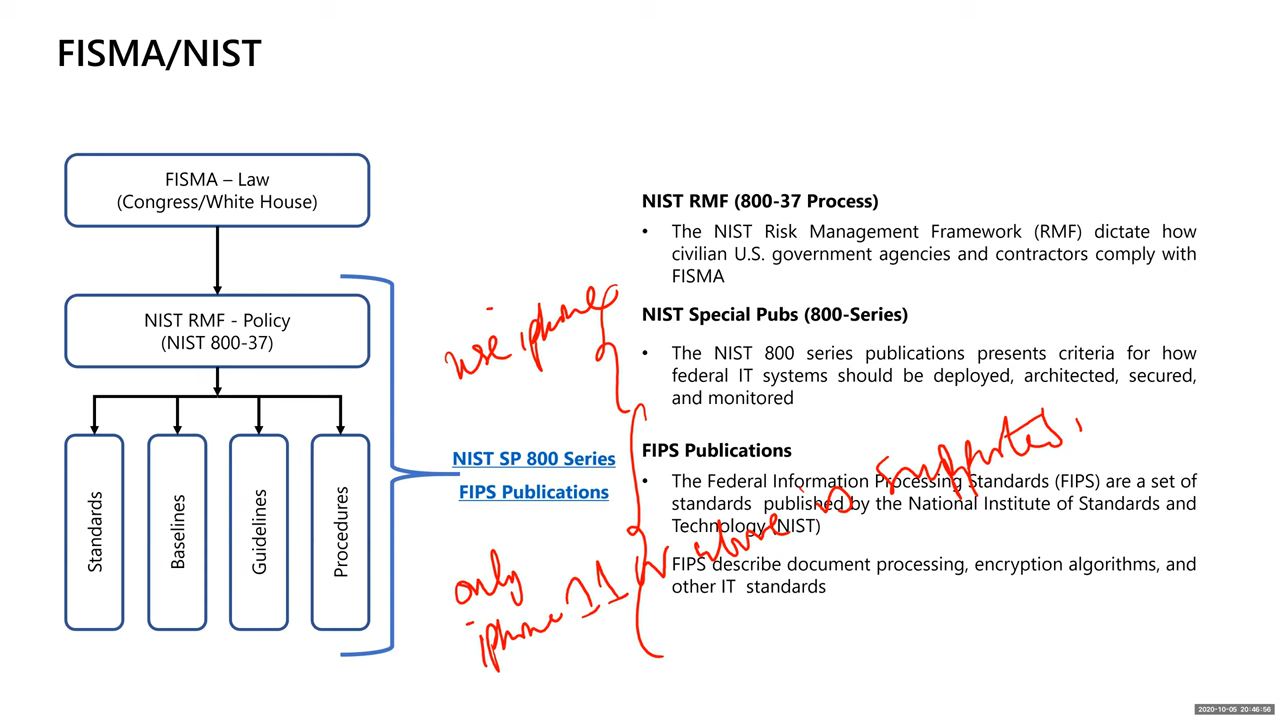 FISMA/NIST
FISMA – Law
(Congress/White House)
NIST RMF - Policy
(NIST 800-37)
Standards
Baselines
Guidelines
Procedures
NIST SP 800 Series
FIPS Publications
use iphone
only
iphone 11 or above is supported.
NIST RMF (800-37 Process)
• The NIST Risk Management Framework (RMF) dictate how
civilian U.S. government agencies and contractors comply with
FISMA
NIST Special Pubs (800-Series)
• The NIST 800 series publications presents criteria for how
federal IT systems should be deployed, architected, secured,
and monitored
FIPS Publications
• The Federal Information Processing Standards (FIPS) are a set of
standards published by the National Institute of Standards and
Technology (NIST)
FIPS describe document processing, encryption algorithms, and
other IT standards
2020-10-05 20:46:56